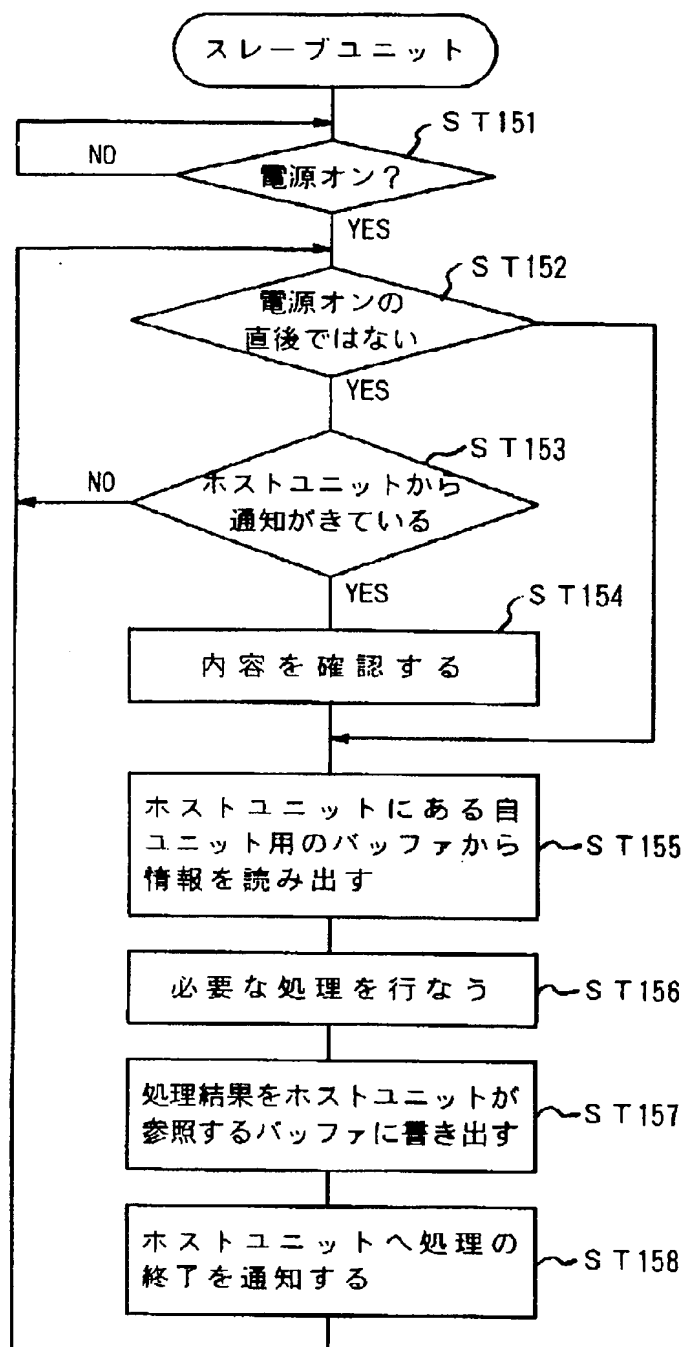 スレーブユニット
ST151
NO
電源オン?
YES
ST152
電源オンの
直後ではない
YES
ST153
NO
ホストユニットから
通知がきている
YES
ST154
内容を確認する
ホストユニットにある自
ユニット用のバッファから
情報を読み出す
ST155
必要な処理を行なう
ST156
処理結果をホストユニットが
参照するバッファに書き出す
ST157
ホストユニットへ処理の
終了を通知する
ST158